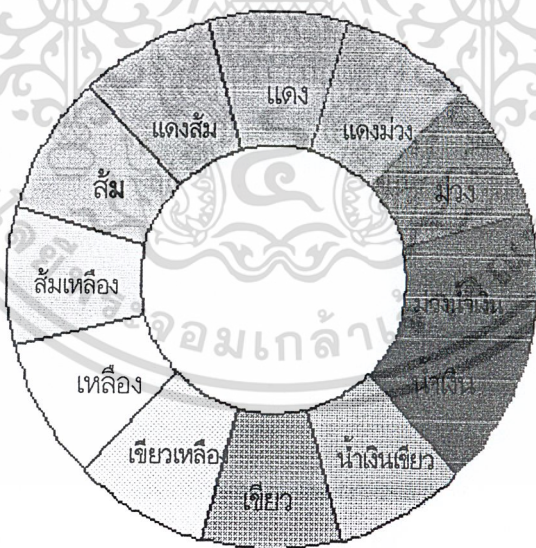 แดง
แดงม่วง
ม่วง
ม่วงน้ำเงิน
น้ำเงิน
น้ำเงินเขียว
เขียว
เขียวเหลือง
เหลือง
ส้มเหลือง
ส้ม
แดงส้ม